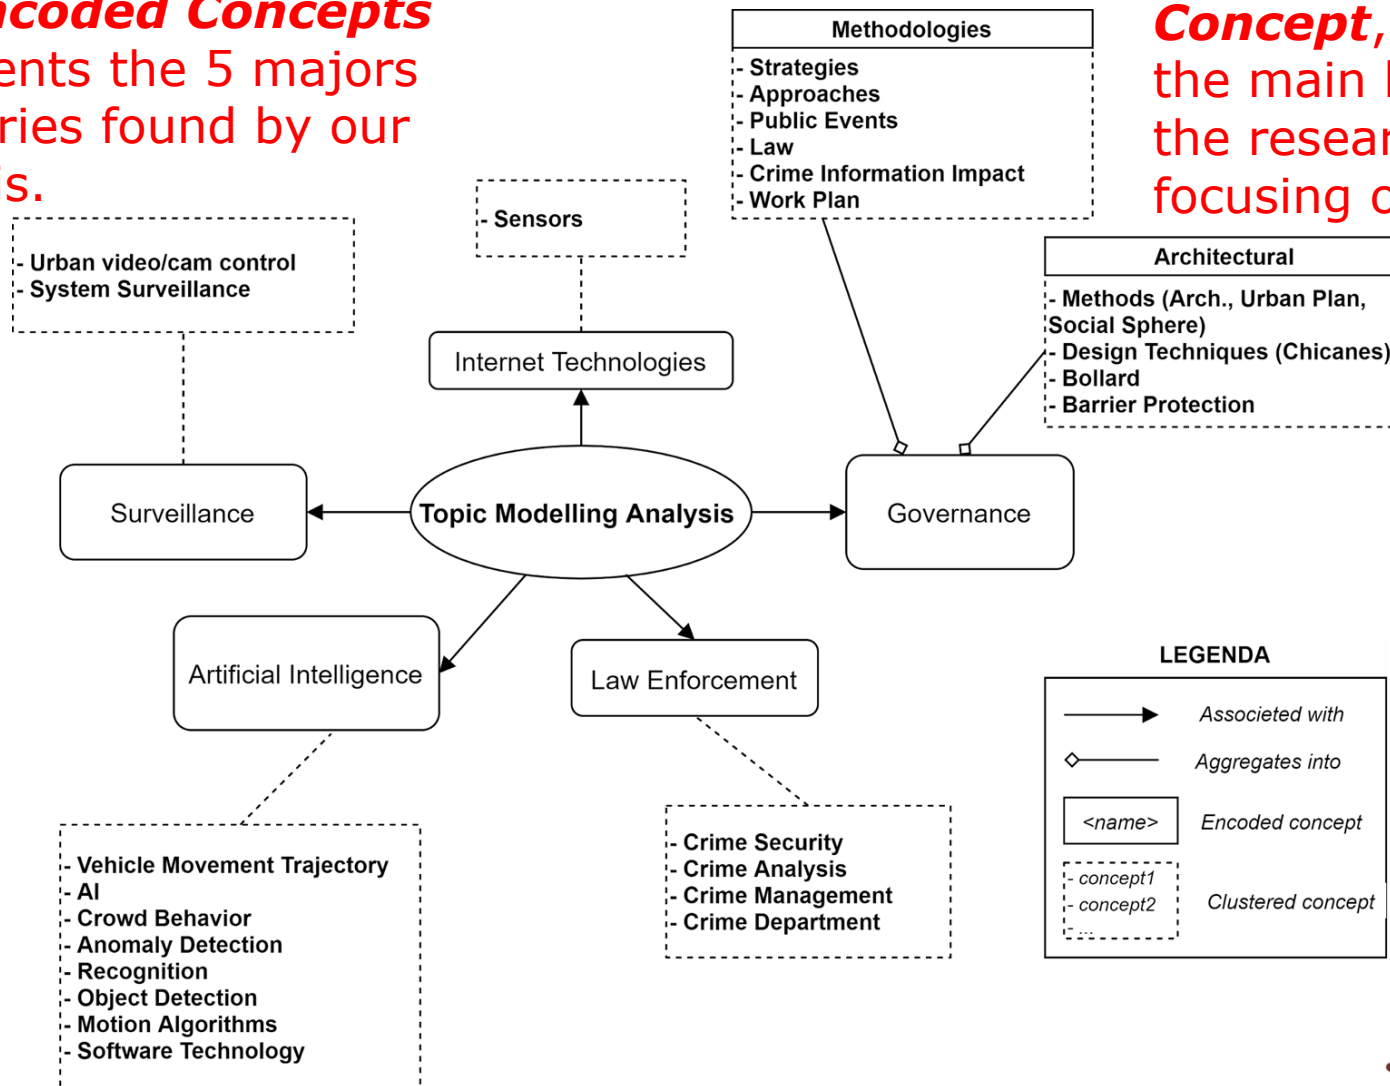 ncoded Concepts
ents the 5 majors
ries found by our
is.
Concept,
the main
the resear
focusing o
Methodologies
- Strategies
- Approaches
- Public Events
- Law
- Crime Information Impact
- Work Plan
- Sensors
- Urban video/cam control
- System Surveillance
Architectural
- Methods (Arch., Urban Plan,
Social Sphere)
- Design Techniques (Chicanes)
- Bollard
- Barrier Protection
Internet Technologies
Surveillance
Topic Modelling Analysis
Governance
Artificial Intelligence
Law Enforcement
- Vehicle Movement Trajectory
- AI
- Crowd Behavior
- Anomaly Detection
- Recognition
- Object Detection
- Motion Algorithms
- Software Technology
- Crime Security
- Crime Analysis
- Crime Management
- Crime Department
LEGENDA
Associeted with
Aggregates into
<name> Encoded concept
- concept1
- concept2
- ...
Clustered concept